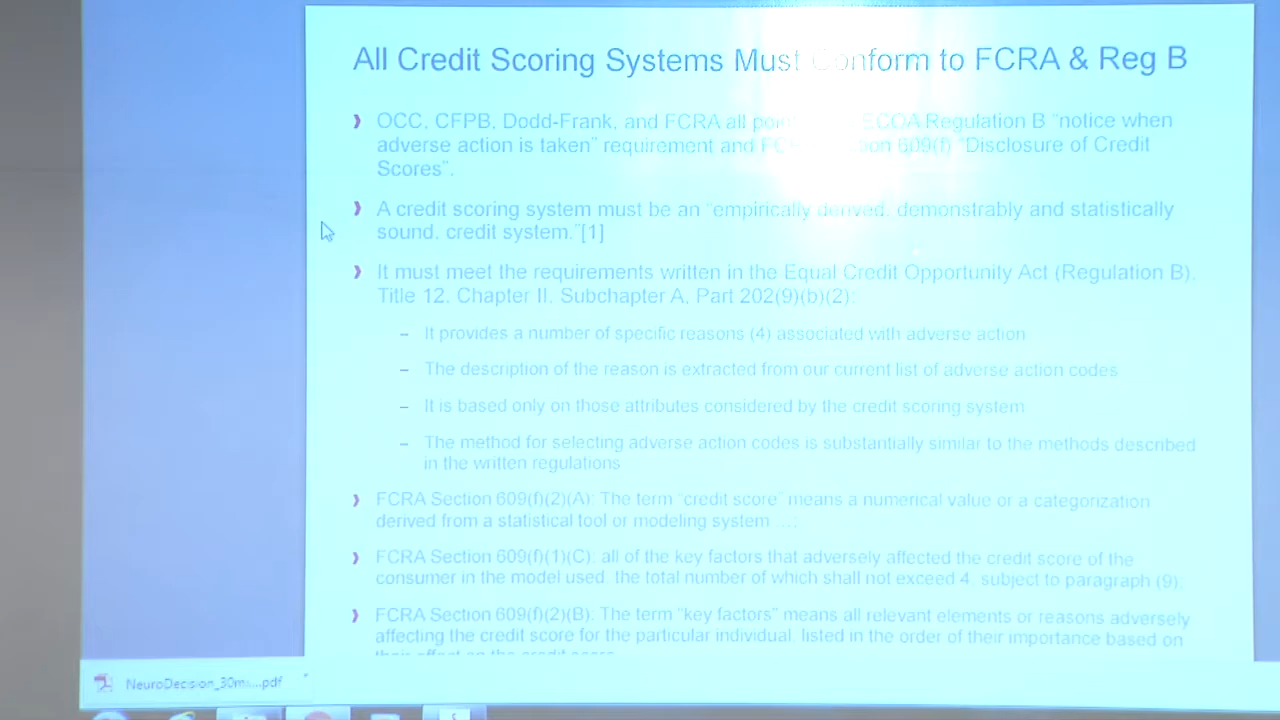 All Credit Scoring Systems Must Conform to FCRA & Reg B
OCC, CFPB, Dodd-Frank, and FCRA all ECOA Regulation B "notice when
adverse action is taken" requirement and 609(f) "Disclosure of Credit
Scores".
A credit scoring system must be an "empirically derived, demonstrably and statistically
sound, credit system."[1]
It must meet the requirements written in the Equal Credit Opportunity Act (Regulation B),
Title 12, Chapter II, Subchapter A, Part 202(9)(b)(2):
– It provides a number of specific reasons (4) associated with adverse action
– The description of the reason is extracted from our current list of adverse action codes
– It is based only on those attributes considered by the credit scoring system
– The method for selecting adverse action codes is substantially similar to the methods described
in the written regulations
FCRA Section 609(f)(2)(A): The term "credit score" means a numerical value or a categorization
derived from a statistical tool or modeling system ....
FCRA Section 609(f)(1)(C): all of the key factors that adversely affected the credit score of the
consumer in the model used, the total number of which shall not exceed 4, subject to paragraph (9);
FCRA Section 609(f)(2)(B): The term "key factors" means all relevant elements or reasons adversely
affecting the credit score for the particular individual, listed in the order of their importance based on
their effect on the credit score
NeuroDecision_30m...pdf